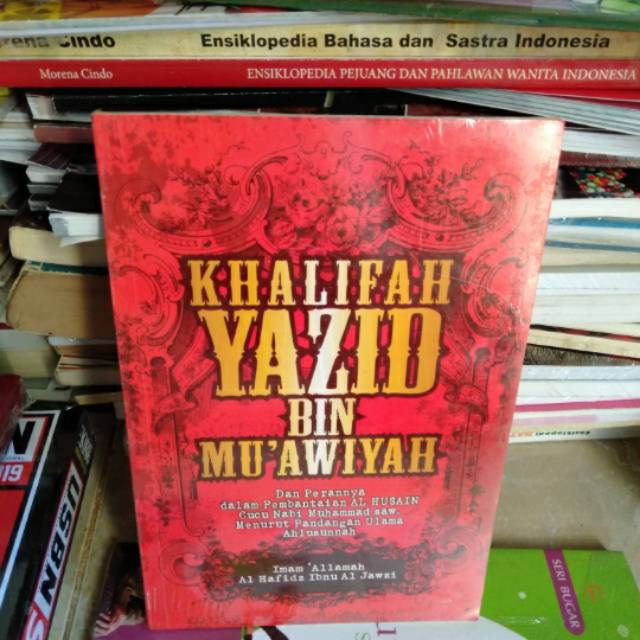 Morena Cindo
Ensiklopedia Bahasa dan Sastra Indonesia
Morena Cindo
ENSIKLOPEDIA PEJUANG DAN PAHLAWAN WANITA INDONESIA
KHALIFAH
YAZID
BIN
MU'AWIYAH
Dan Perannya
dalam Pembantaian AL HUSAIN
Cucu Nabi Muhammad saw.
Menurut Pandangan Ulama
Ahlusunnah
Imam 'Allamah
Al Hafidz Ibnu Al Jawzi
USBN
SERI BUGAR